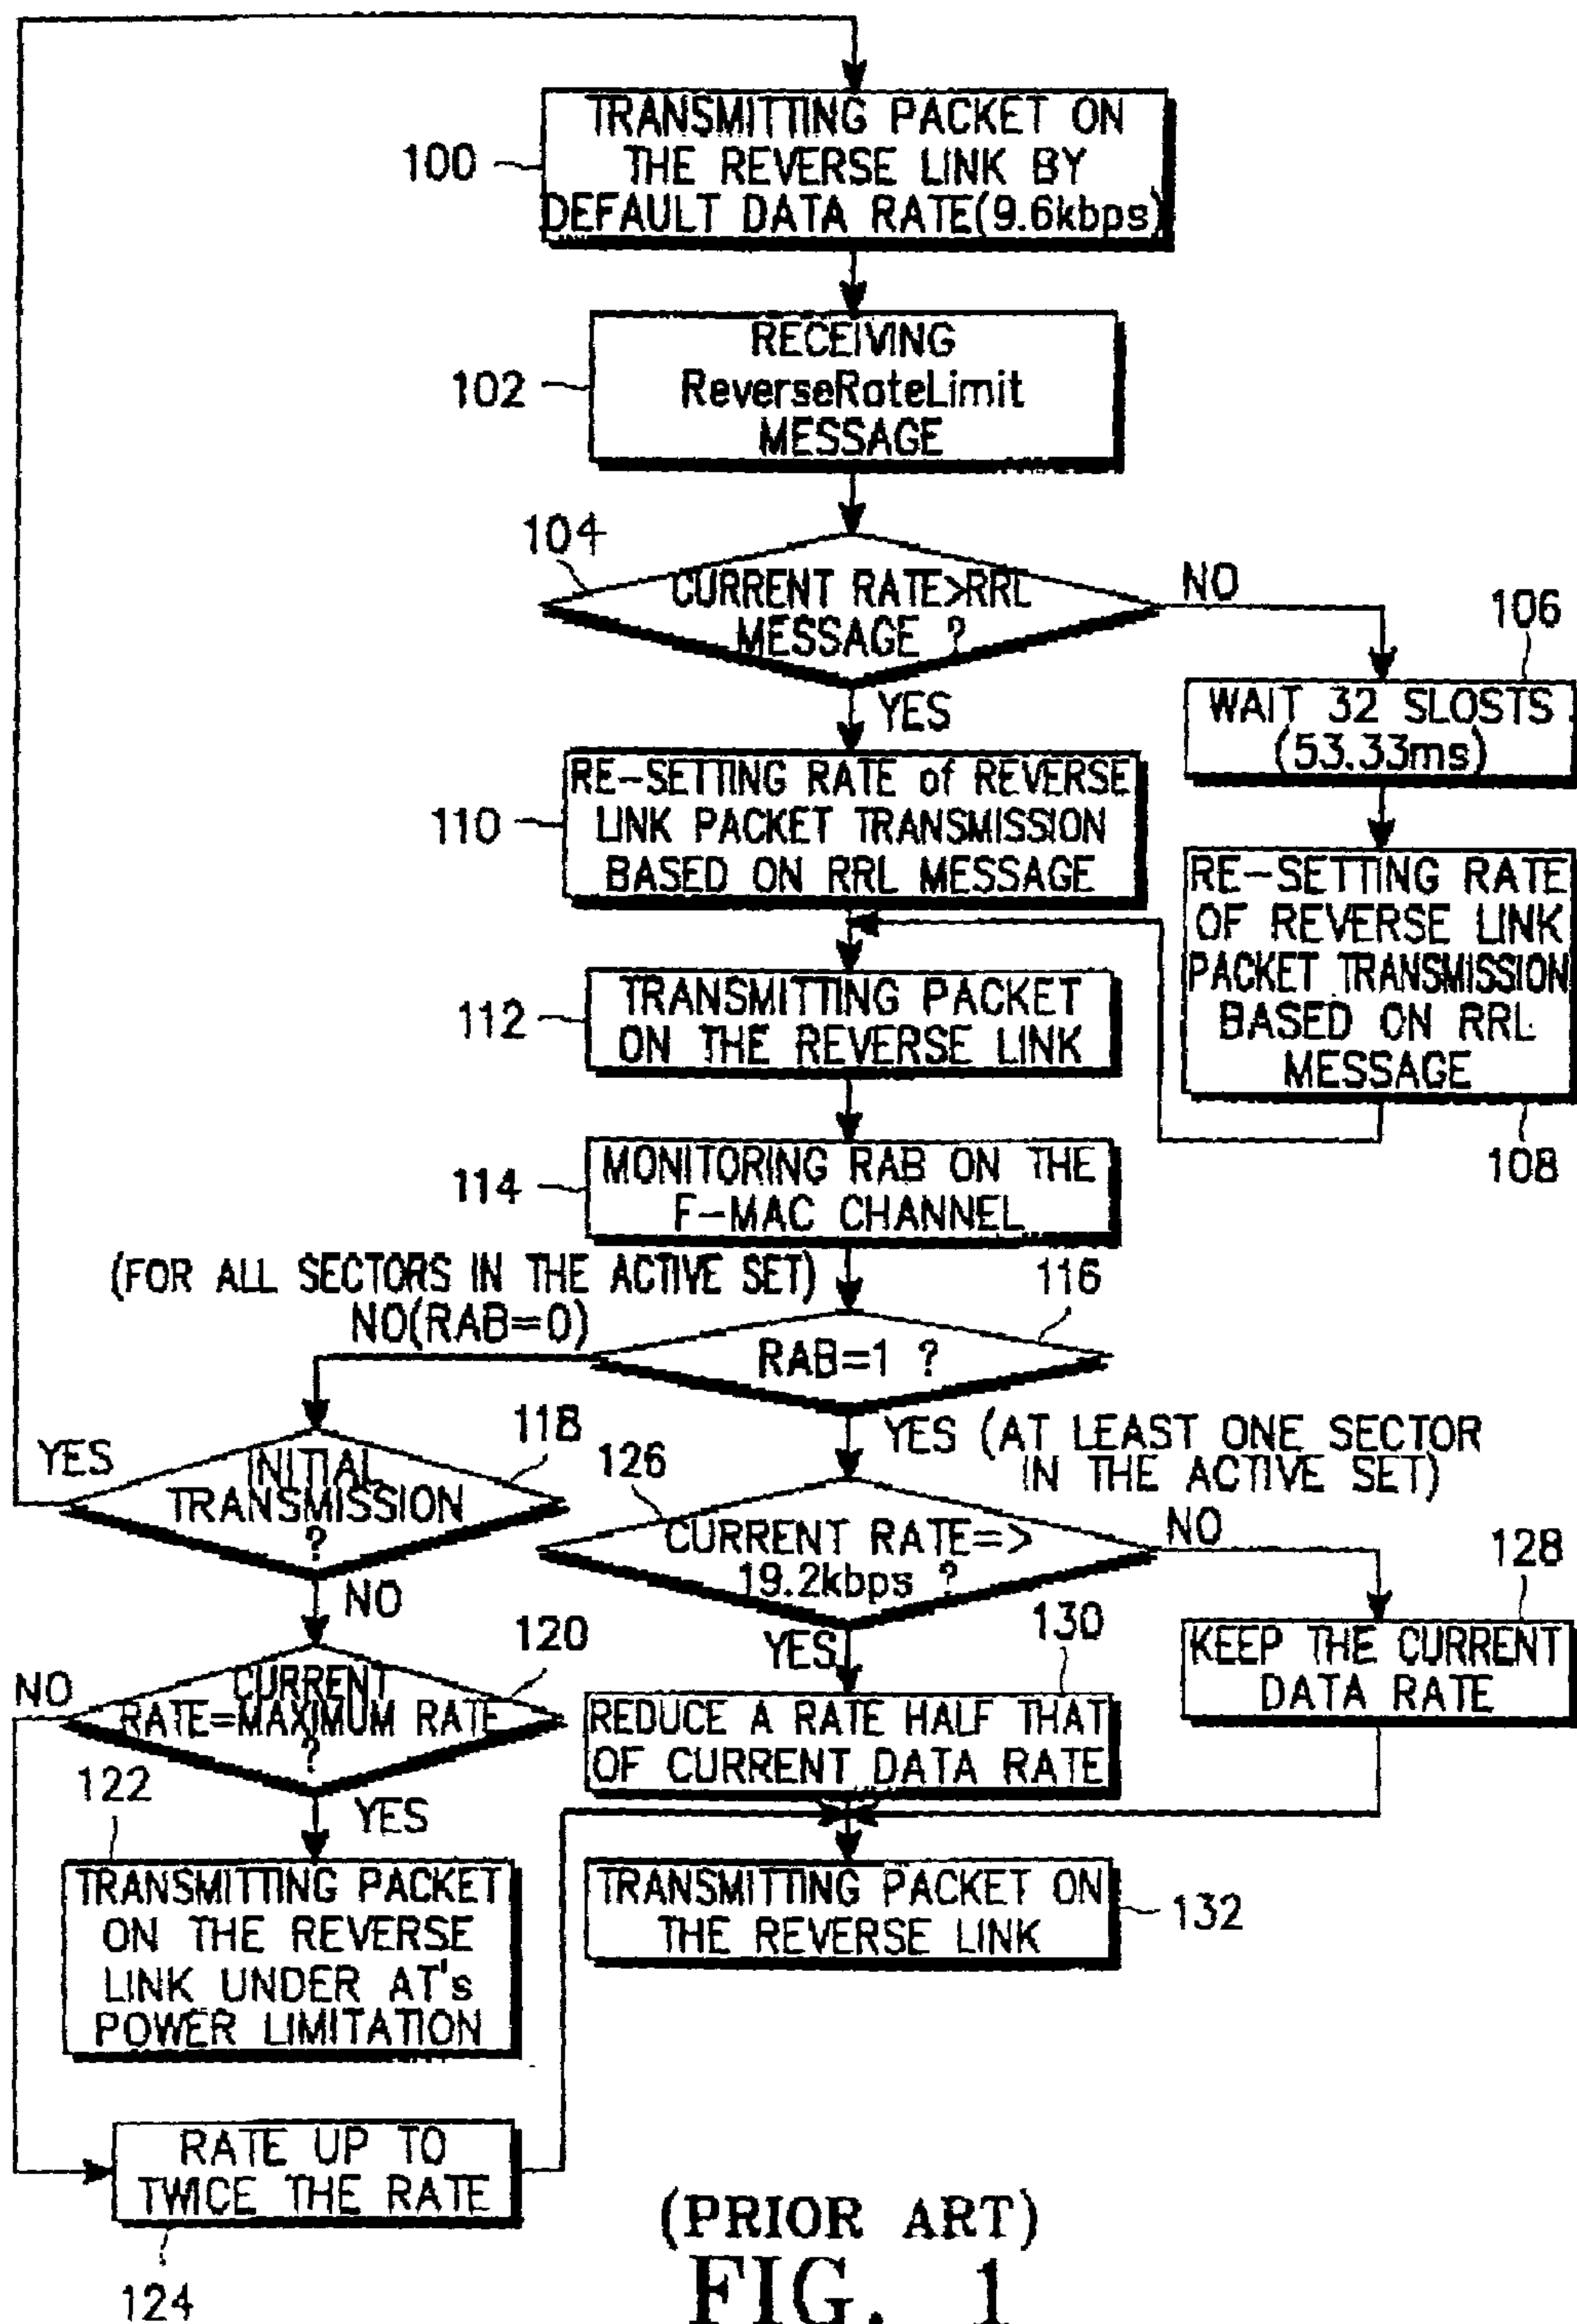 TRANSMITTING PACKET ON
THE REVERSE LINK BY
DEFAULT DATA RATE(9.6kbps)
100
RECEIVING
ReverseRateLimit
MESSAGE
102
104
CURRENT RATE>RRL
MESSAGE ?
NO
YES
106
WAIT 32 SLOSTS
(53.33ms)
RE-SETTING RATE of REVERSE
LINK PACKET TRANSMISSION
BASED ON RRL MESSAGE
110
RE-SETTING RATE
OF REVERSE LINK
PACKET TRANSMISSION
BASED ON RRL
MESSAGE
108
TRANSMITTING PACKET
ON THE REVERSE LINK
112
MONITORING RAB ON THE
F-MAC CHANNEL
114
(FOR ALL SECTORS IN THE ACTIVE SET)
NO(RAB=0)
116
RAB=1 ?
YES (AT LEAST ONE SECTOR
IN THE ACTIVE SET)
118
YES
INITIAL
TRANSMISSION
?
NO
126
CURRENT RATE=>
19.2kbps ?
NO
YES
128
KEEP THE CURRENT
DATA RATE
130
REDUCE A RATE HALF THAT
OF CURRENT DATA RATE
120
NO
CURRENT
RATE=MAXIMUM RATE
?
YES
122
TRANSMITTING PACKET
ON THE REVERSE
LINK UNDER AT's
POWER LIMITATION
TRANSMITTING PACKET ON
THE REVERSE LINK
132
RATE UP TO
TWICE THE RATE
124
(PRIOR ART)
FIG. 1